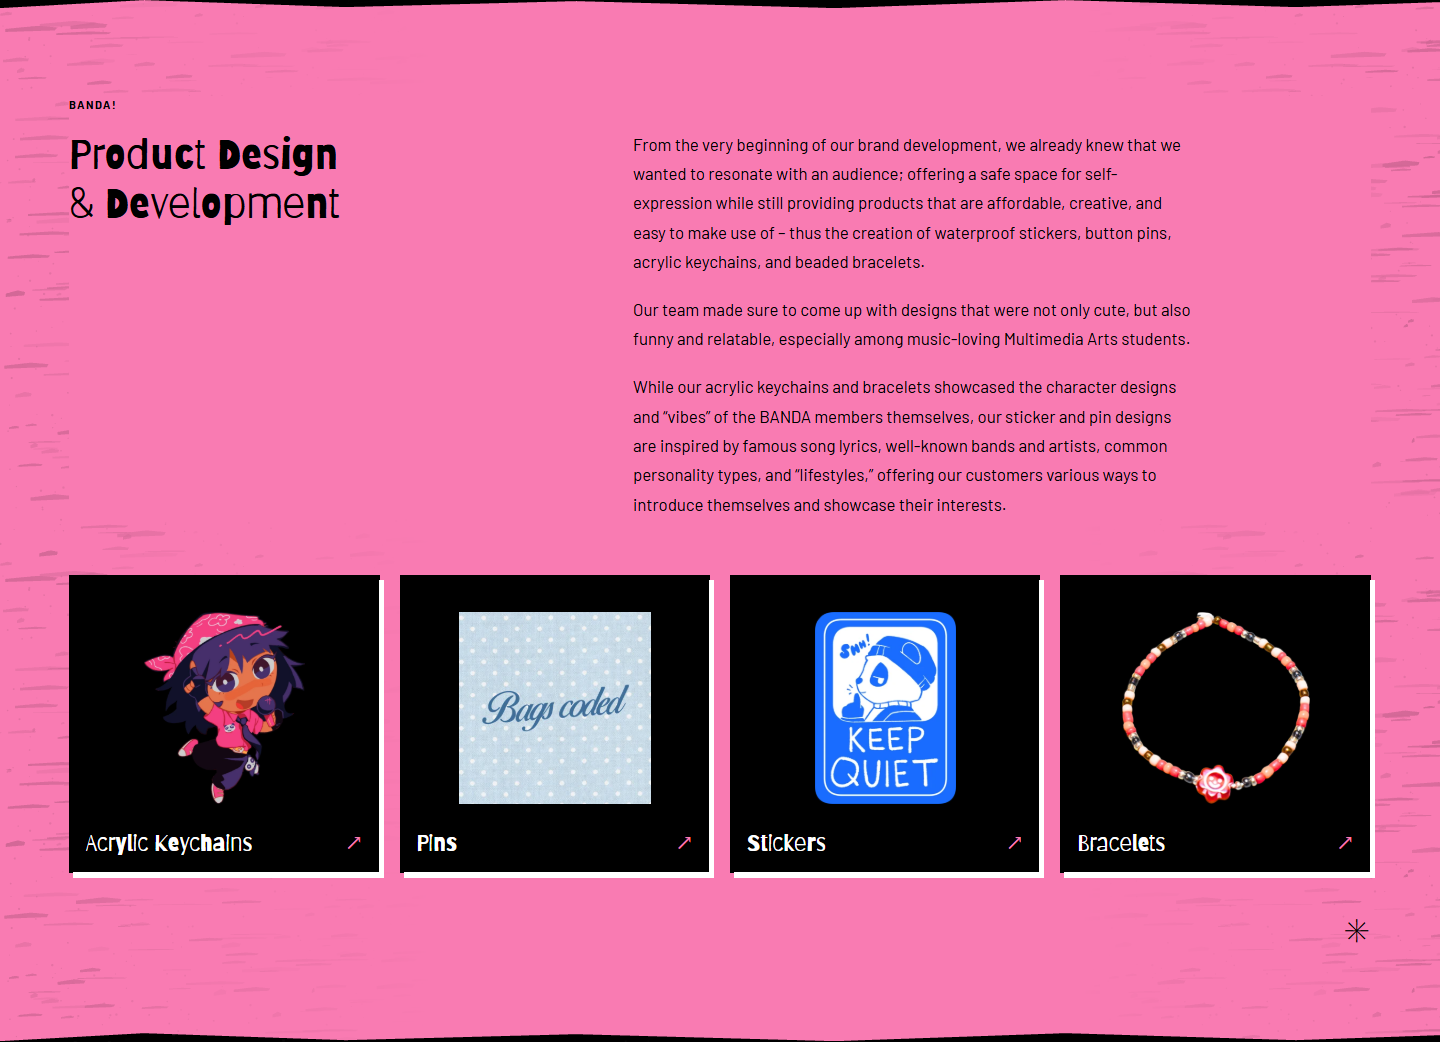 BANDA!
Product Design
& Development
From the very beginning of our brand development, we already knew that we
wanted to resonate with an audience; offering a safe space for self-
expression while still providing products that are affordable, creative, and
easy to make use of – thus the creation of waterproof stickers, button pins,
acrylic keychains, and beaded bracelets.
Our team made sure to come up with designs that were not only cute, but also
funny and relatable, especially among music-loving Multimedia Arts students.
While our acrylic keychains and bracelets showcased the character designs
and “vibes” of the BANDA members themselves, our sticker and pin designs
are inspired by famous song lyrics, well-known bands and artists, common
personality types, and “lifestyles,” offering our customers various ways to
introduce themselves and showcase their interests.
Bags coded
SHH!
KEEP
QUIET
Acrylic Keychains ↗
Pins ↗
Stickers ↗
Bracelets ↗